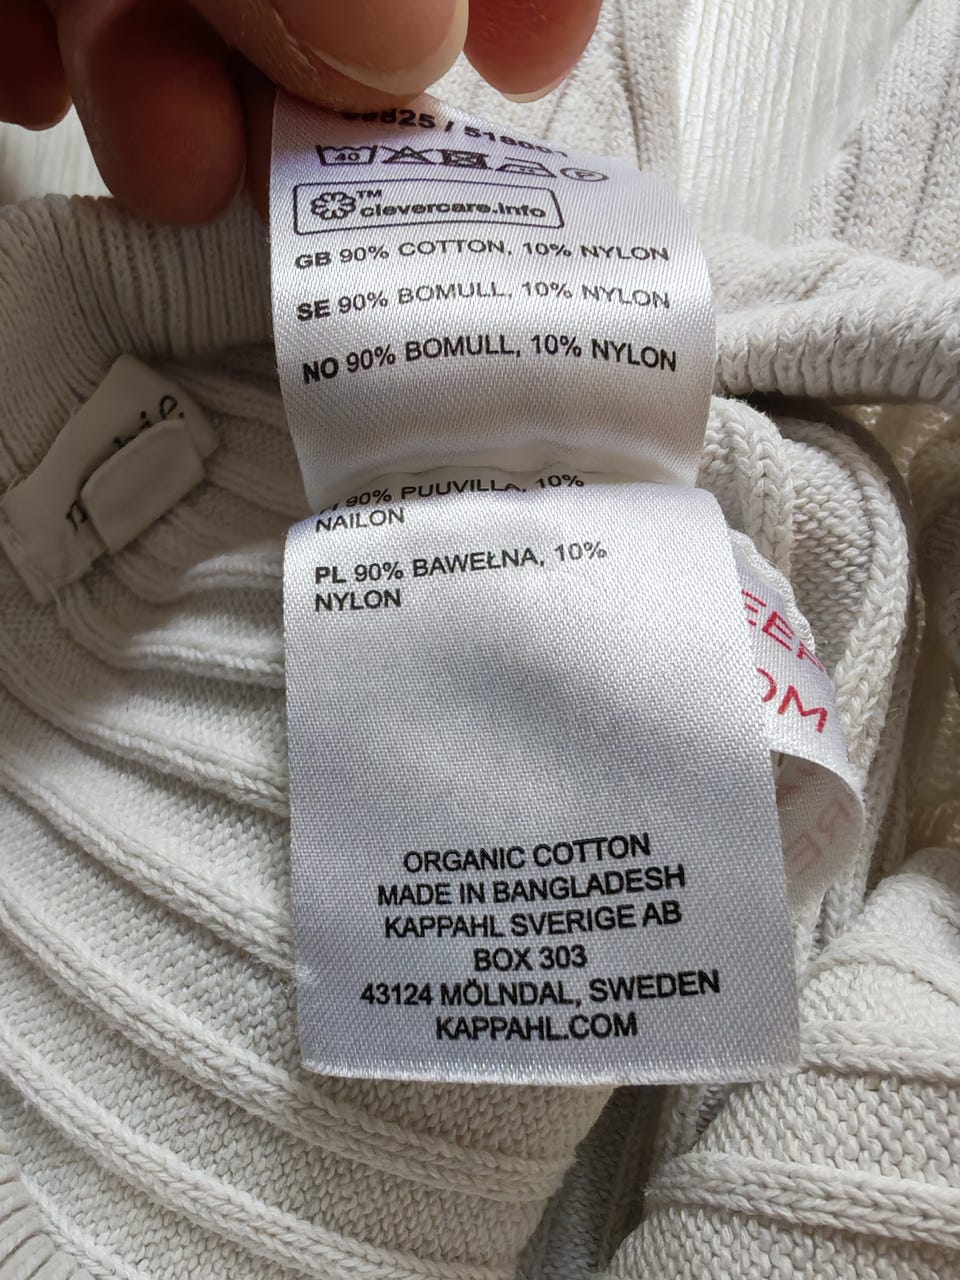 40
P
TM
clevercare.info
GB 90% COTTON, 10% NYLON
SE 90% BOMULL, 10% NYLON
NO 90% BOMULL, 10% NYLON
90% PUUVILLA, 10%
NAILON
PL 90% BAWEŁNA, 10%
NYLON
ORGANIC COTTON
MADE IN BANGLADESH
KAPPAHL SVERIGE AB
BOX 303
43124 MÖLNDAL, SWEDEN
KAPPAHL.COM